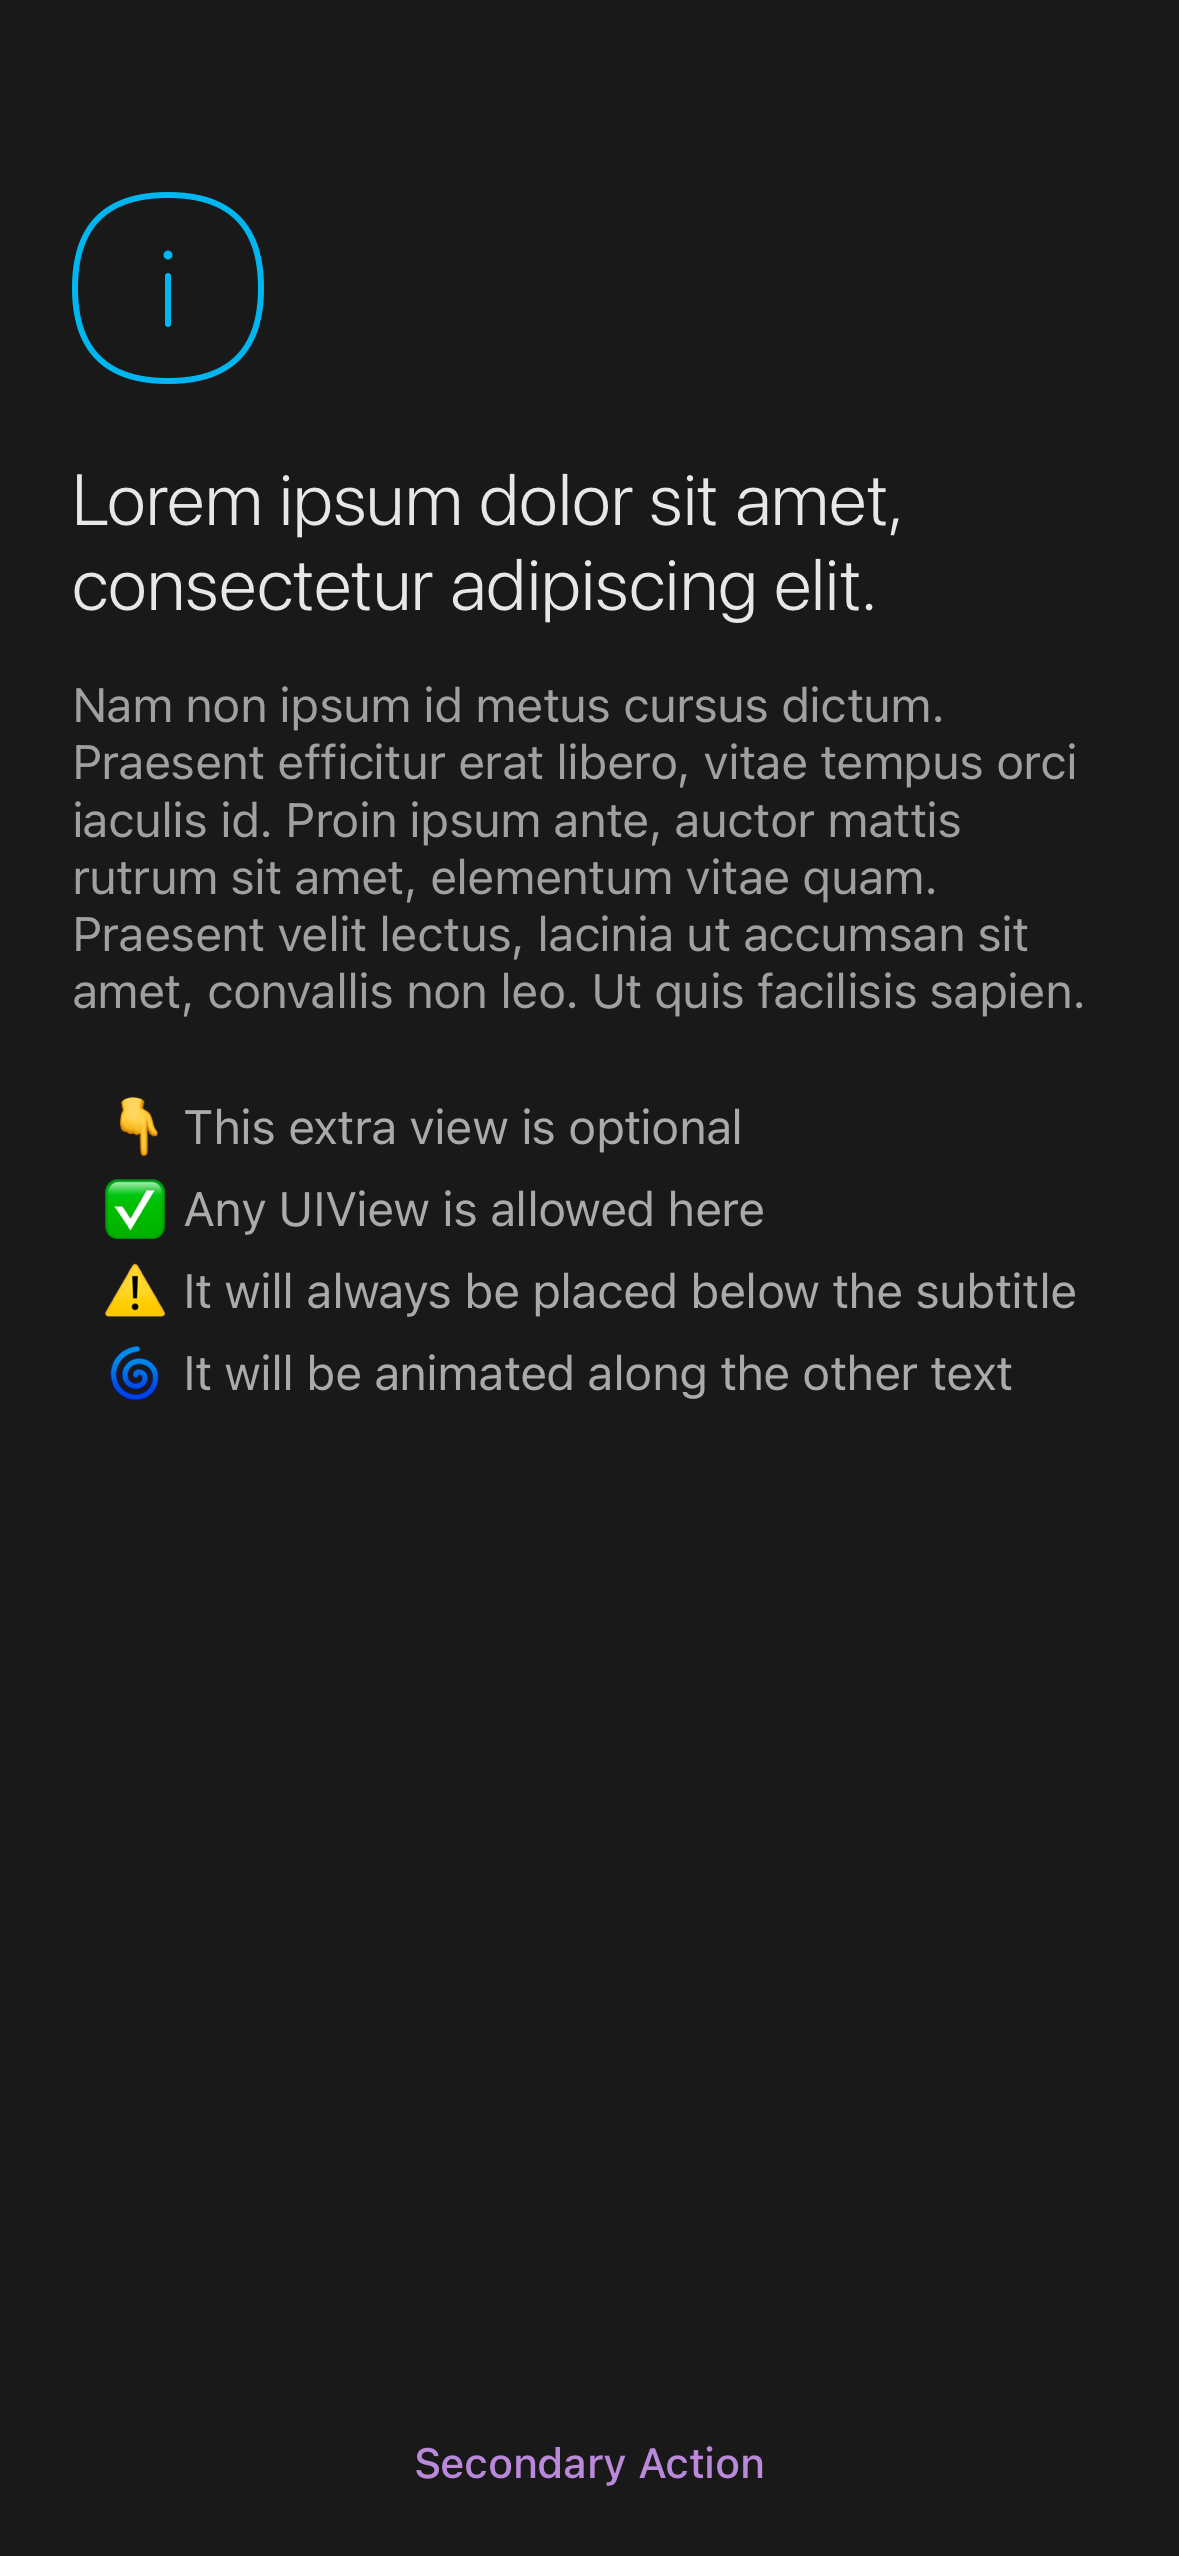 Lorem ipsum dolor sit amet,
consectetur adipiscing elit.
Nam non ipsum id metus cursus dictum.
Praesent efficitur erat libero, vitae tempus orci
iaculis id. Proin ipsum ante, auctor mattis
rutrum sit amet, elementum vitae quam.
Praesent velit lectus, lacinia ut accumsan sit
amet, convallis non leo. Ut quis facilisis sapien.
👇 This extra view is optional
✅ Any UIView is allowed here
⚠️ It will always be placed below the subtitle
🌀 It will be animated along the other text
Secondary Action